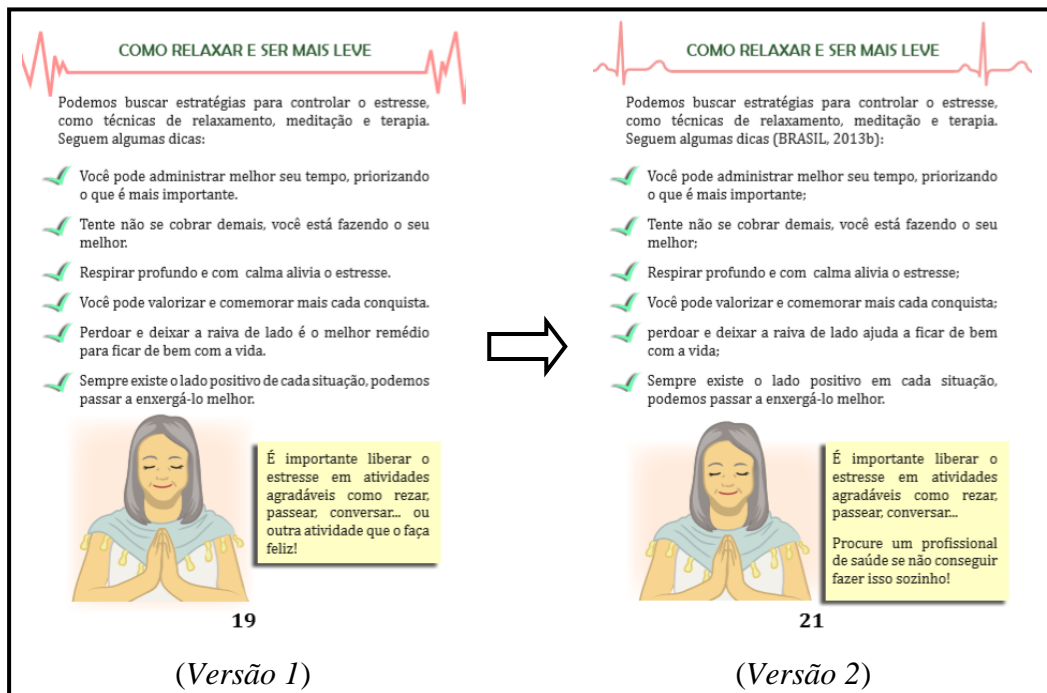 COMO RELAXAR E SER MAIS LEVE
Podemos buscar estratégias para controlar o estresse,
como técnicas de relaxamento, meditação e terapia.
Seguem algumas dicas:
Você pode administrar melhor seu tempo, priorizando
o que é mais importante.
Tente não se cobrar demais, você está fazendo o seu
melhor.
Respirar profundo e com calma alivia o estresse.
Você pode valorizar e comemorar mais cada conquista.
Perdoar e deixar a raiva de lado é o melhor remédio
para ficar de bem com a vida.
Sempre existe o lado positivo de cada situação, podemos
passar a enxergá-lo melhor.
É importante liberar o
estresse em atividades
agradáveis como rezar,
passear, conversar... ou
outra atividade que o faça
feliz!
19
(Versão 1)
COMO RELAXAR E SER MAIS LEVE
Podemos buscar estratégias para controlar o estresse,
como técnicas de relaxamento, meditação e terapia.
Seguem algumas dicas (BRASIL, 2013b):
Você pode administrar melhor seu tempo, priorizando
o que é mais importante;
Tente não se cobrar demais, você está fazendo o seu
melhor;
Respirar profundo e com calma alivia o estresse;
Você pode valorizar e comemorar mais cada conquista;
perdoar e deixar a raiva de lado ajuda a ficar de bem
com a vida;
Sempre existe o lado positivo em cada situação,
podemos passar a enxergá-lo melhor.
É importante liberar o
estresse em atividades
agradáveis como rezar,
passear, conversar...
Procure um profissional
de saúde se não conseguir
fazer isso sozinho!
21
(Versão 2)